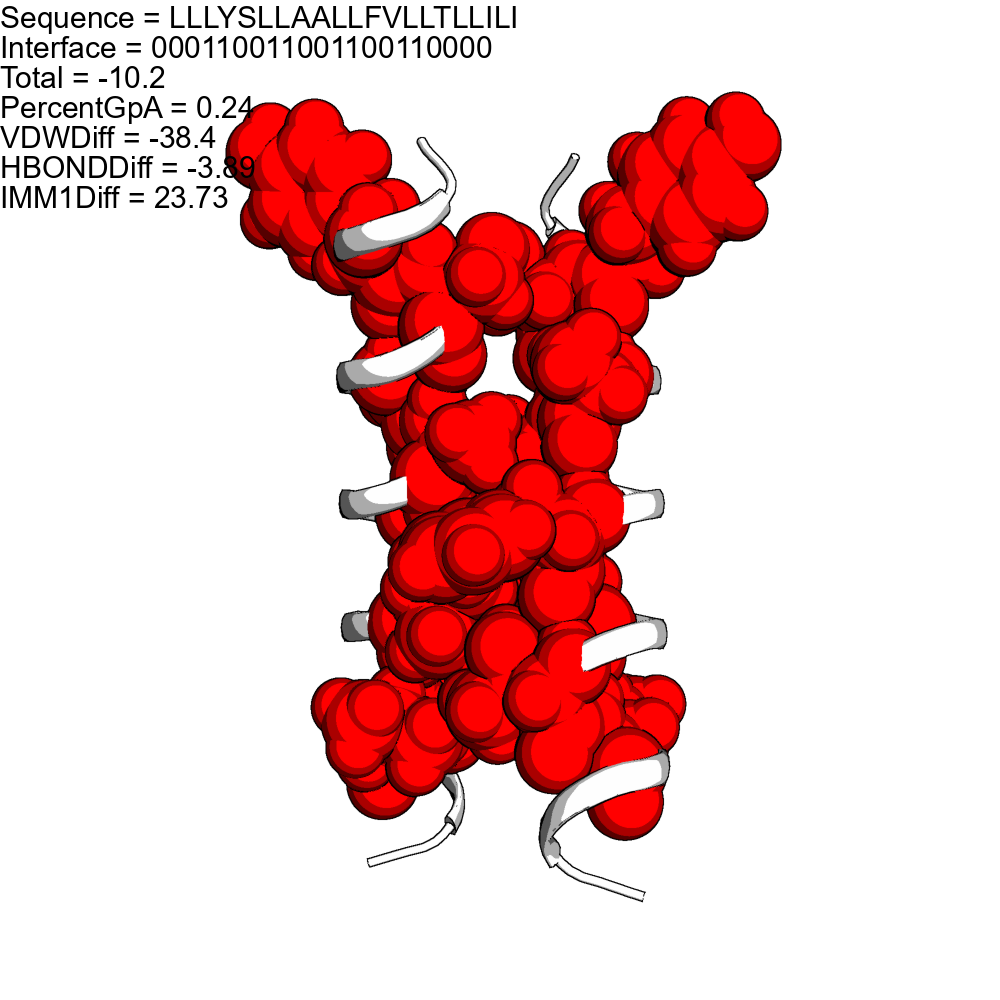 Sequence = LLLYSLLAALLFVLLTLLILI
Interface = 000110011001100110000
Total = -10.2
PercentGpA = 0.24
VDWDiff = -38.4
HBONDDiff = -3.89
IMM1Diff = 23.73